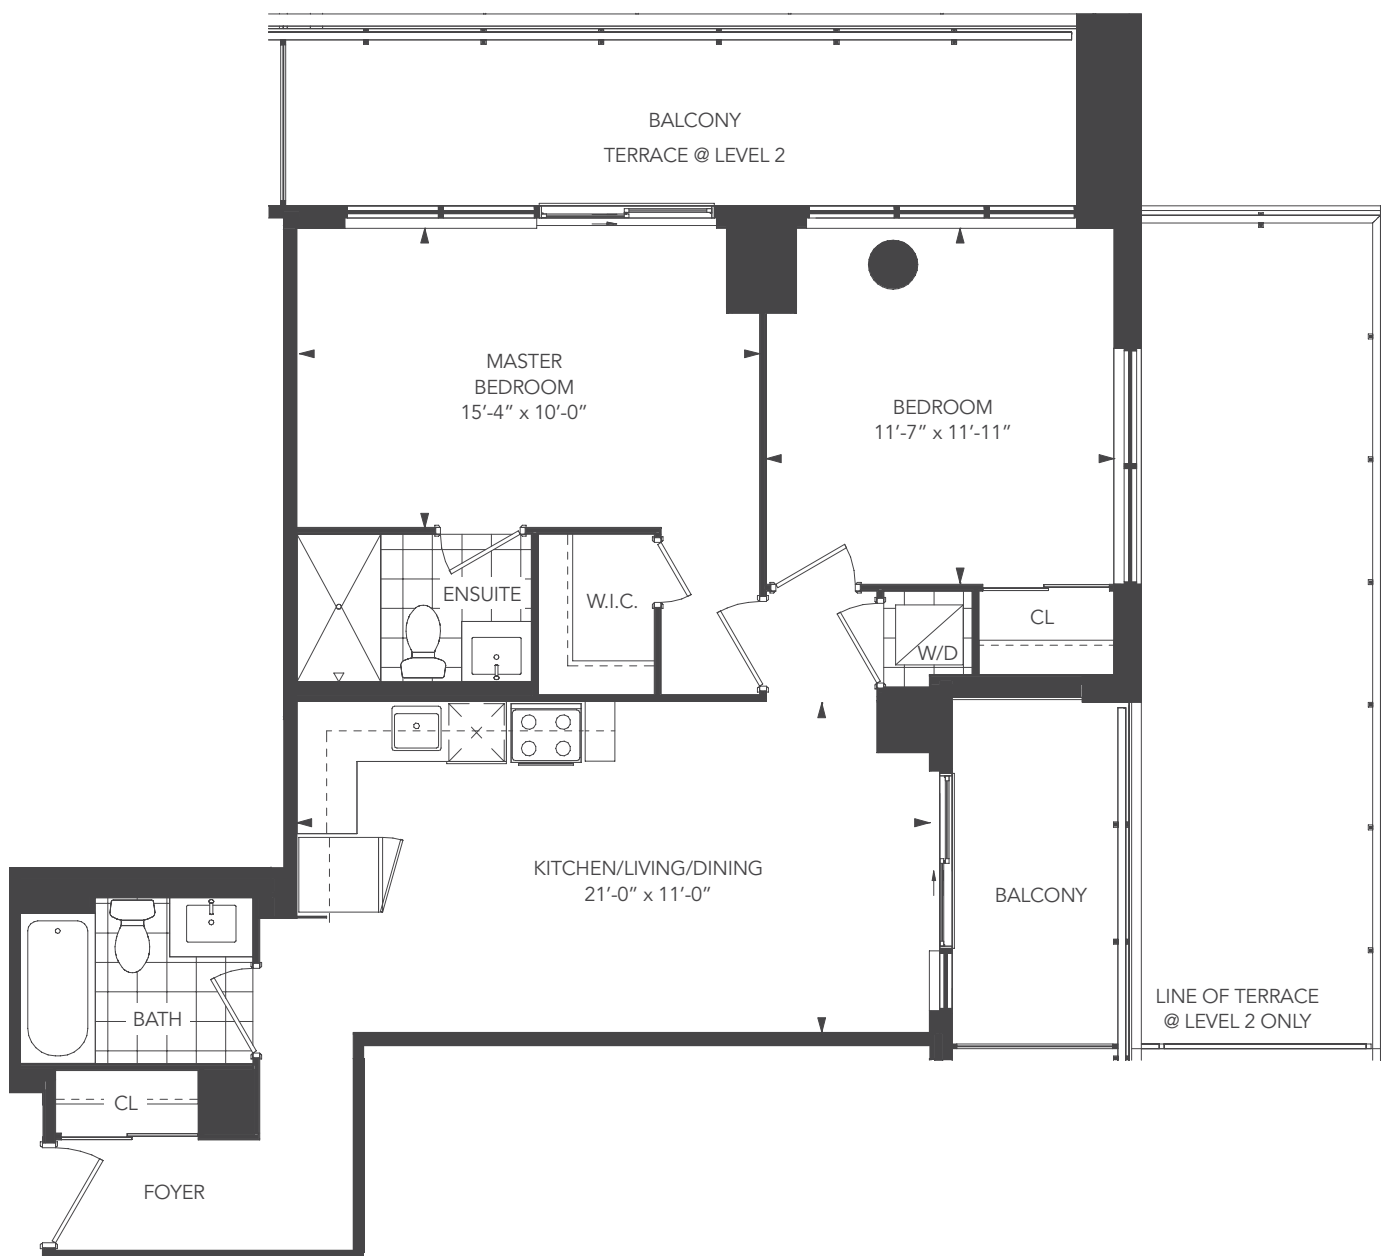 BALCONY
TERRACE @ LEVEL 2
MASTER
BEDROOM
15'-4" x 10'-0"
BEDROOM
11'-7" x 11'-11"
ENSUITE
W.I.C.
W/D
CL
KITCHEN/LIVING/DINING
21'-0" x 11'-0"
BALCONY
LINE OF TERRACE
@ LEVEL 2 ONLY
BATH
CL
FOYER